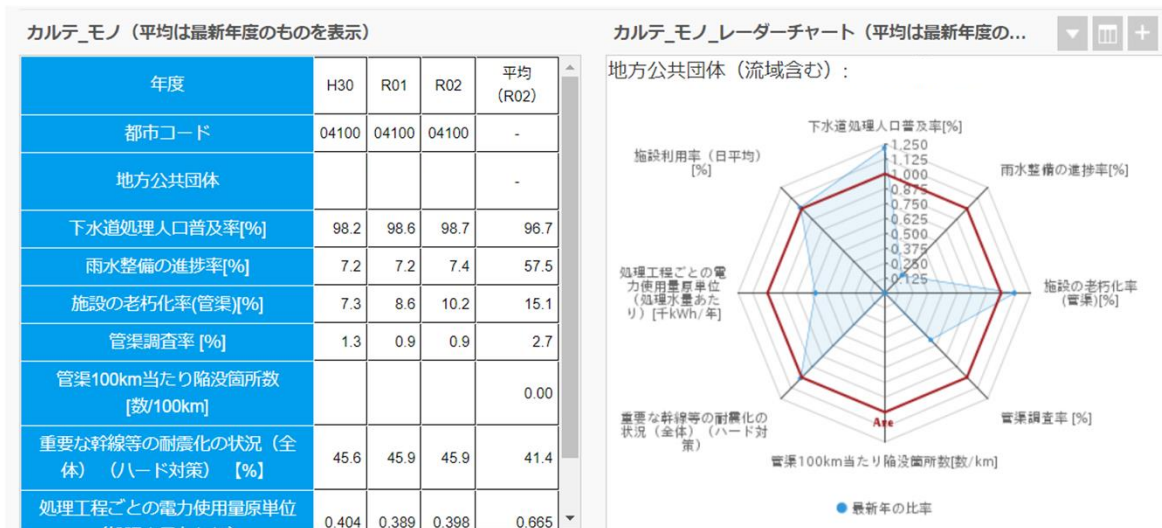 カルテ_モノ（平均は最新年度のものを表示）
年度 H30 R01 R02 平均（R02）
都市コード 04100 04100 04100 -
地方公共団体 -
下水道処理人口普及率[%] 98.2 98.6 98.7 96.7
雨水整備の進捗率[%] 7.2 7.2 7.4 57.5
施設の老朽化率(管渠)[%] 7.3 8.6 10.2 15.1
管渠調査率 [%] 1.3 0.9 0.9 2.7
管渠100km当たり陥没箇所数
[数/100km] 0.00
重要な幹線等の耐震化の状況（全
体）（ハード対策）【%】 45.6 45.9 45.9 41.4
処理工程ごとの電力使用量原単位
0.404 0.389 0.398 0.665
カルテ_モノ_レーダーチャート（平均は最新年度の...
地方公共団体（流域含む）:
下水道処理人口普及率[%]
1.250
1.125
1.000
0.875
0.750
0.625
0.500
0.375
0.250
0.125
雨水整備の進捗率[%]
施設の老朽化率
(管渠)[%]
管渠調査率 [%]
管渠100km当たり陥没箇所数[数/km]
重要な幹線等の耐震化の
状況（全体）（ハード対
策）
処理工程ごとの電
力使用量原単位
（処理水量あた
り）[千kWh/年]
施設利用率（日平均）
[%]
Ave
最新年の比率